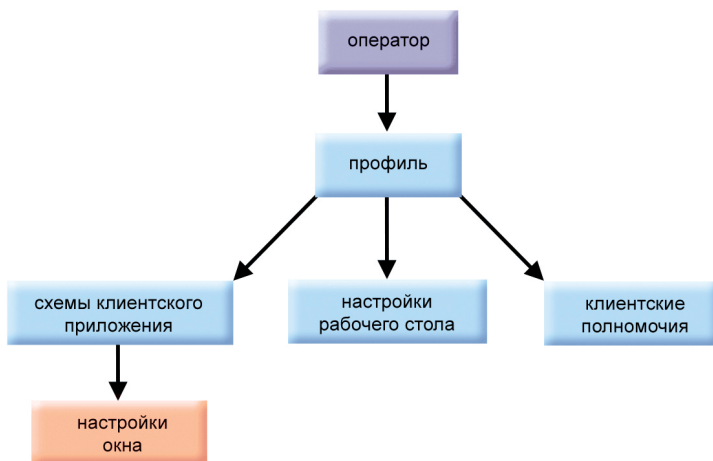 оператор
профиль
схемы клиентского
приложения
настройки
рабочего стола
клиентские
полномочия
настройки
окна